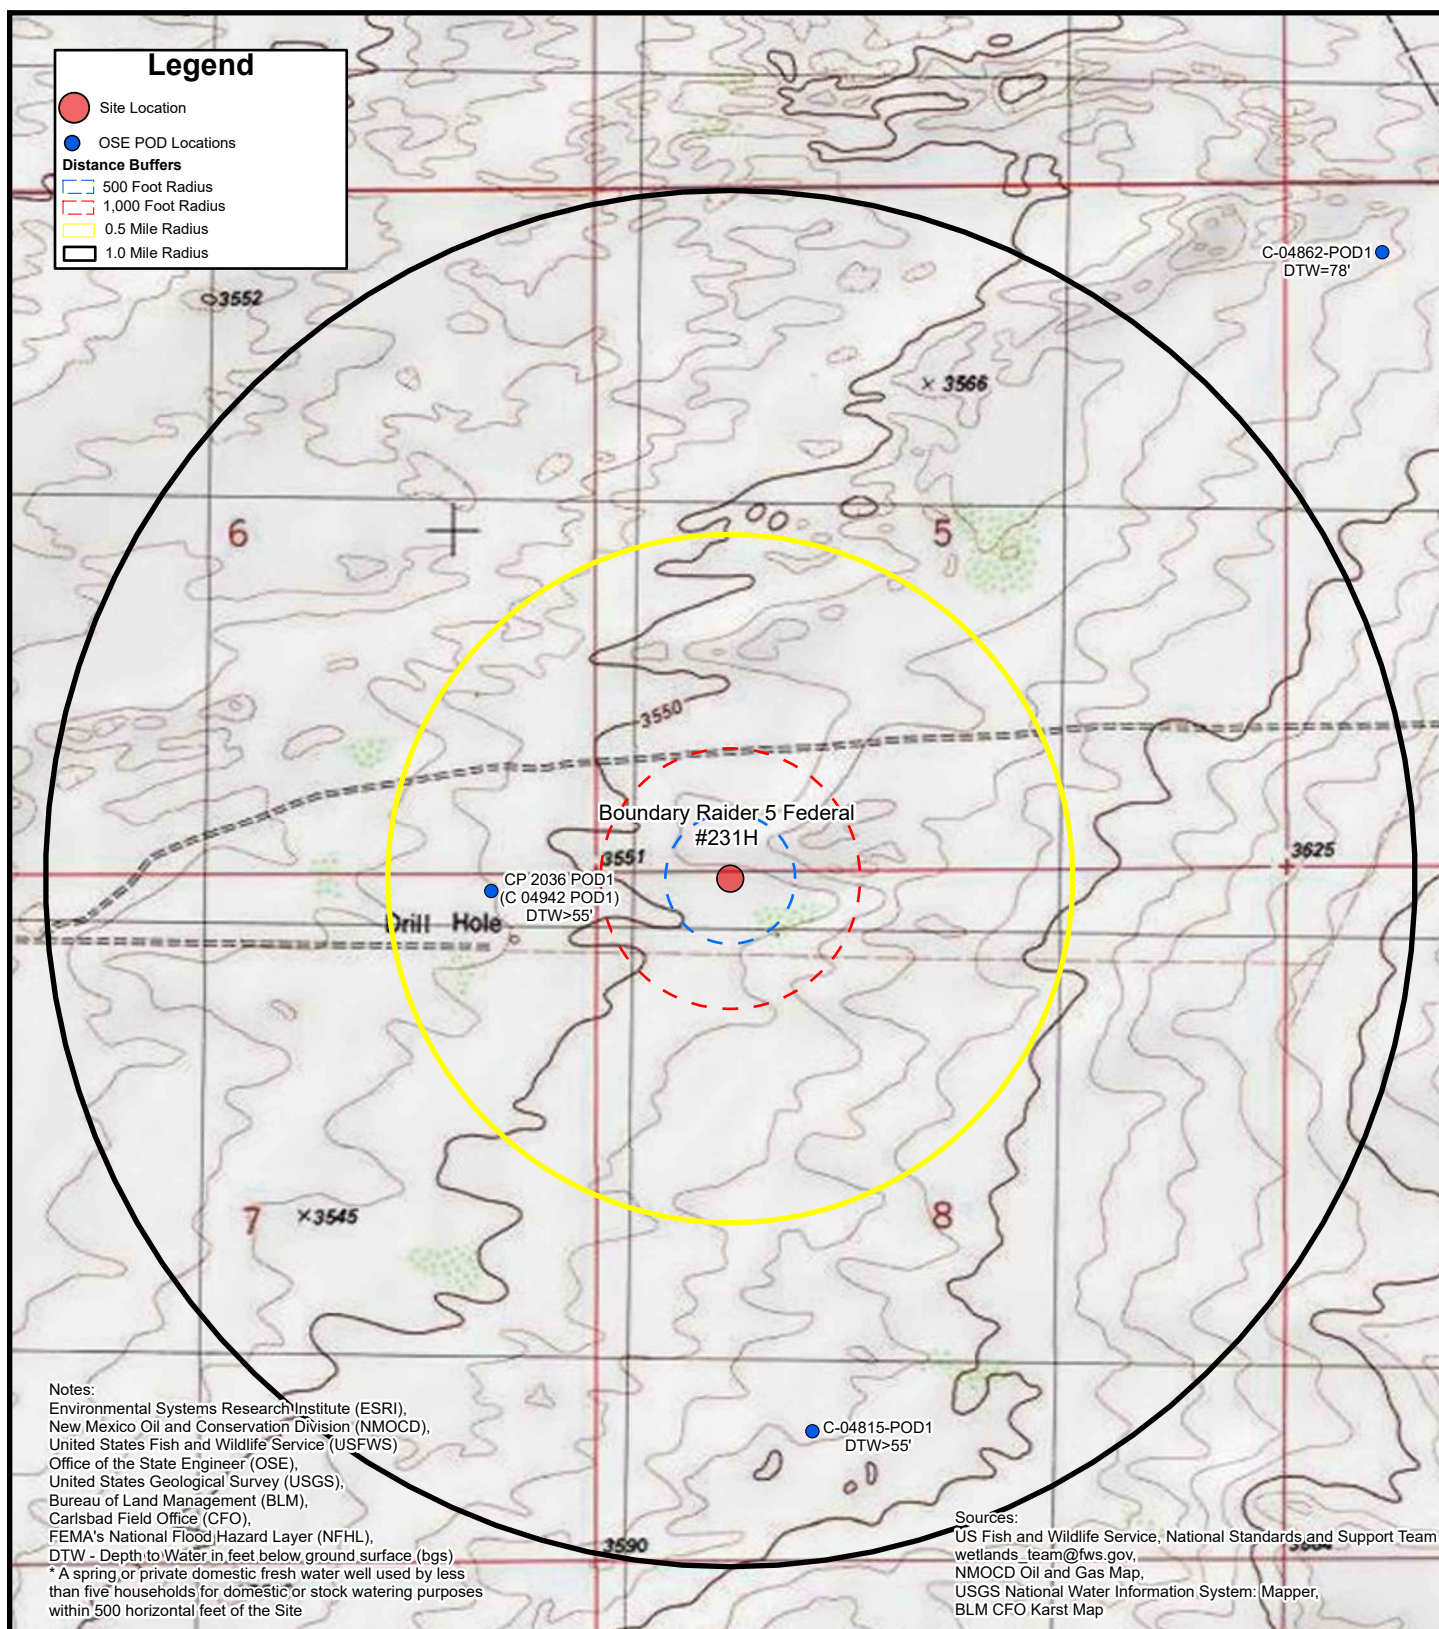 Legend
Site Location
OSE POD Locations
Distance Buffers
500 Foot Radius
1,000 Foot Radius
0.5 Mile Radius
1.0 Mile Radius
C-04862-POD1
DTW=78'
3552
3566
6
5
3550
Boundary Raider 5 Federal
#231H
3551
3625
CP 2036 POD1
(C 04942 POD1)
DTW>55'
Drill Hole
7
3545
8
C-04815-POD1
DTW>55'
3590
Notes:
Environmental Systems Research Institute (ESRI),
New Mexico Oil and Conservation Division (NMOCD),
United States Fish and Wildlife Service (USFWS)
Office of the State Engineer (OSE),
United States Geological Survey (USGS),
Bureau of Land Management (BLM),
Carlsbad Field Office (CFO),
FEMA's National Flood Hazard Layer (NFHL),
DTW - Depth to Water in feet below ground surface (bgs)
* A spring or private domestic fresh water well used by less
than five households for domestic or stock watering purposes
within 500 horizontal feet of the Site
Sources:
US Fish and Wildlife Service, National Standards and Support Team
wetlands_team@fws.gov,
NMOCD Oil and Gas Map,
USGS National Water Information System: Mapper,
BLM CFO Karst Map